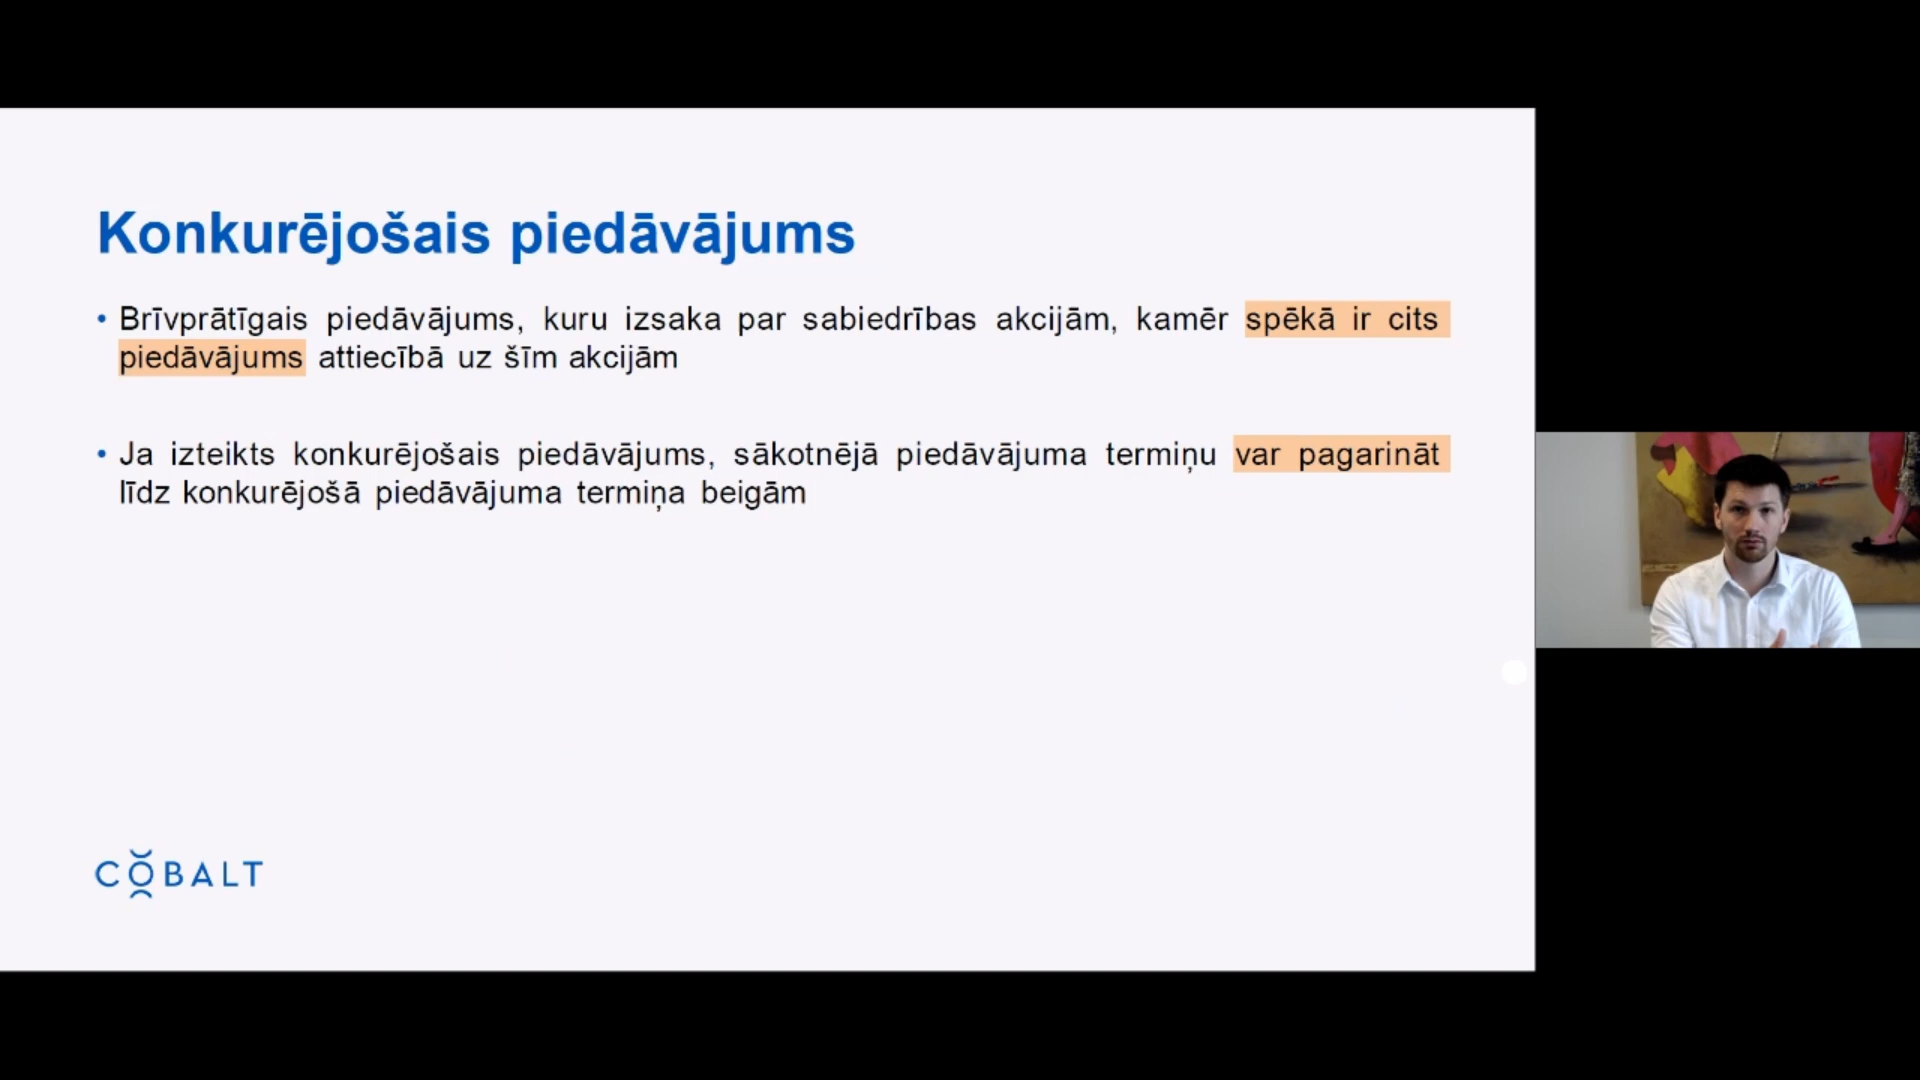 Konkurējošais piedāvājums
• Brīvprātīgais piedāvājums, kuru izsaka par sabiedrības akcijām, kamēr spēkā ir cits
piedāvājums attiecībā uz šīm akcijām
• Ja izteikts konkurējošais piedāvājums, sākotnējā piedāvājuma termiņu var pagarināt
līdz konkurējošā piedāvājuma termiņa beigām
COBALT